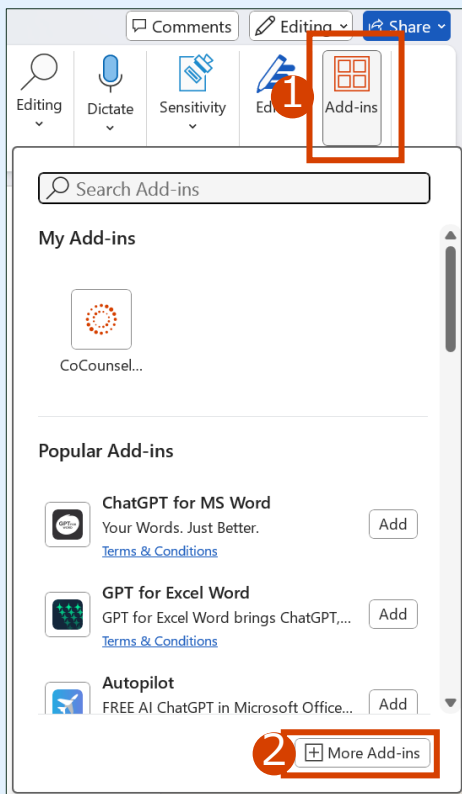 Comments Editing Share
1
Editing Dictate Sensitivity Add-ins
Search Add-ins
My Add-ins
CoCounsel...
Popular Add-ins
ChatGPT for MS Word
Your Words. Just Better.
Add
Terms & Conditions
GPT for Excel Word
GPT for Excel Word brings ChatGPT,...
Add
Terms & Conditions
Autopilot
FREE AI ChatGPT in Microsoft Office...
Add
2 More Add-ins